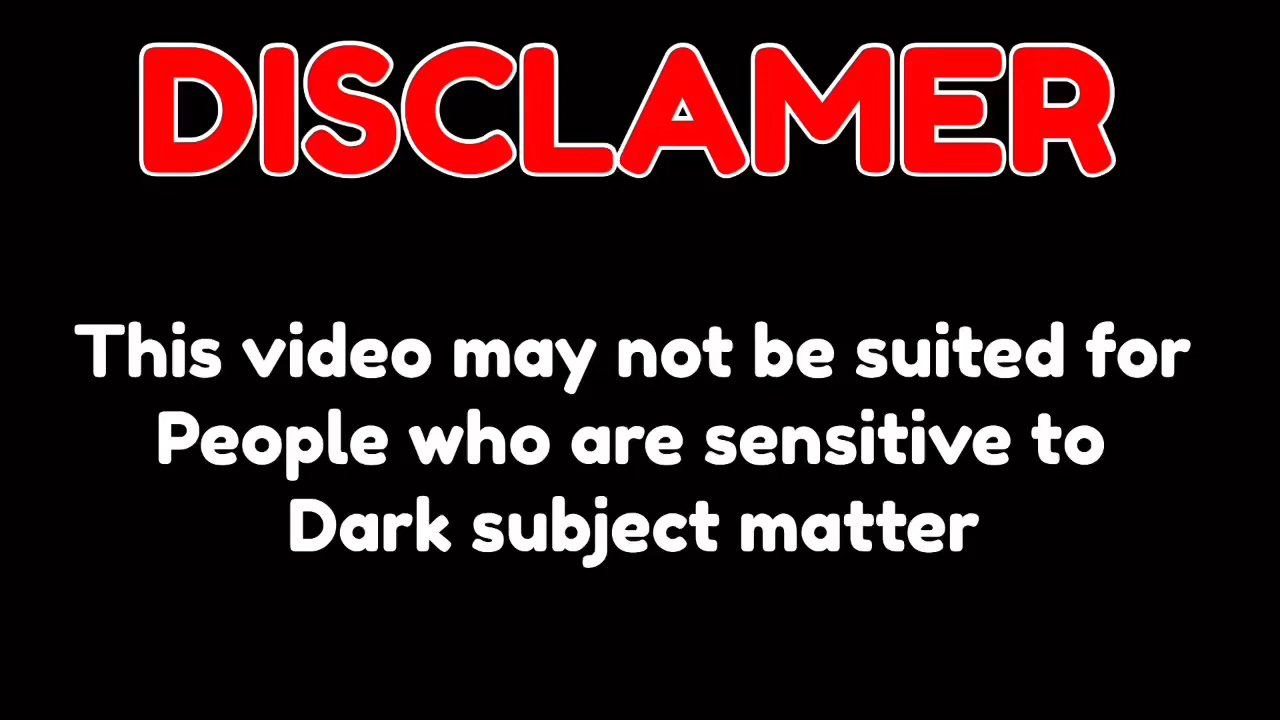 DISCLAMER
This video may not be suited for
People who are sensitive to
Dark subject matter